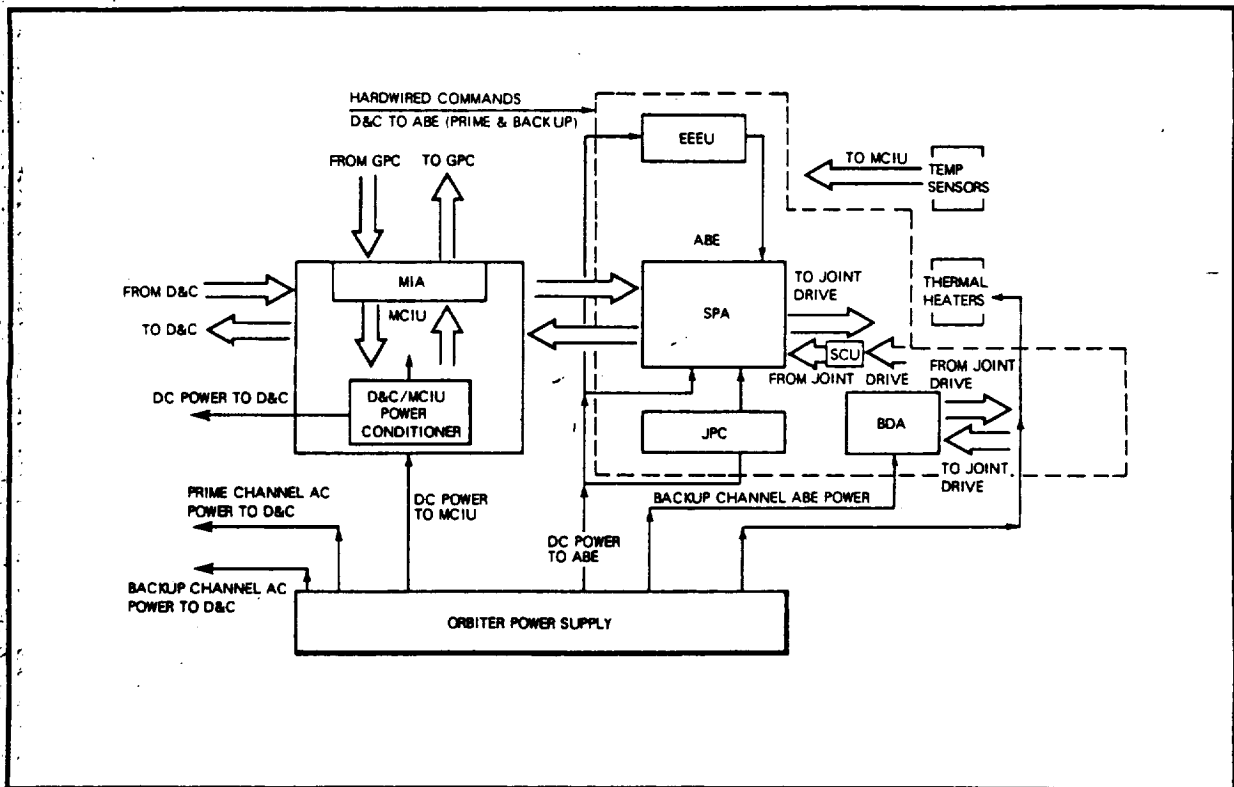 HARDWIRED COMMANDS
D&C TO ABE (PRIME & BACKUP)
EEEU
FROM GPC
TO GPC
TO MCIU
TEMP
SENSORS
ABE
MIA
MCIU
FROM D&C
TO D&C
SPA
TO JOINT
DRIVE
THERMAL
HEATERS
SCU
FROM JOINT DRIVE
FROM JOINT
DRIVE
DC POWER TO D&C
D&C/MCIU
POWER
CONDITIONER
JPC
BDA
TO JOINT
DRIVE
PRIME CHANNEL AC
POWER TO D&C
DC POWER
TO MCIU
BACKUP CHANNEL ABE POWER
DC POWER
TO ABE
BACKUP CHANNEL AC
POWER TO D&C
ORBITER POWER SUPPLY